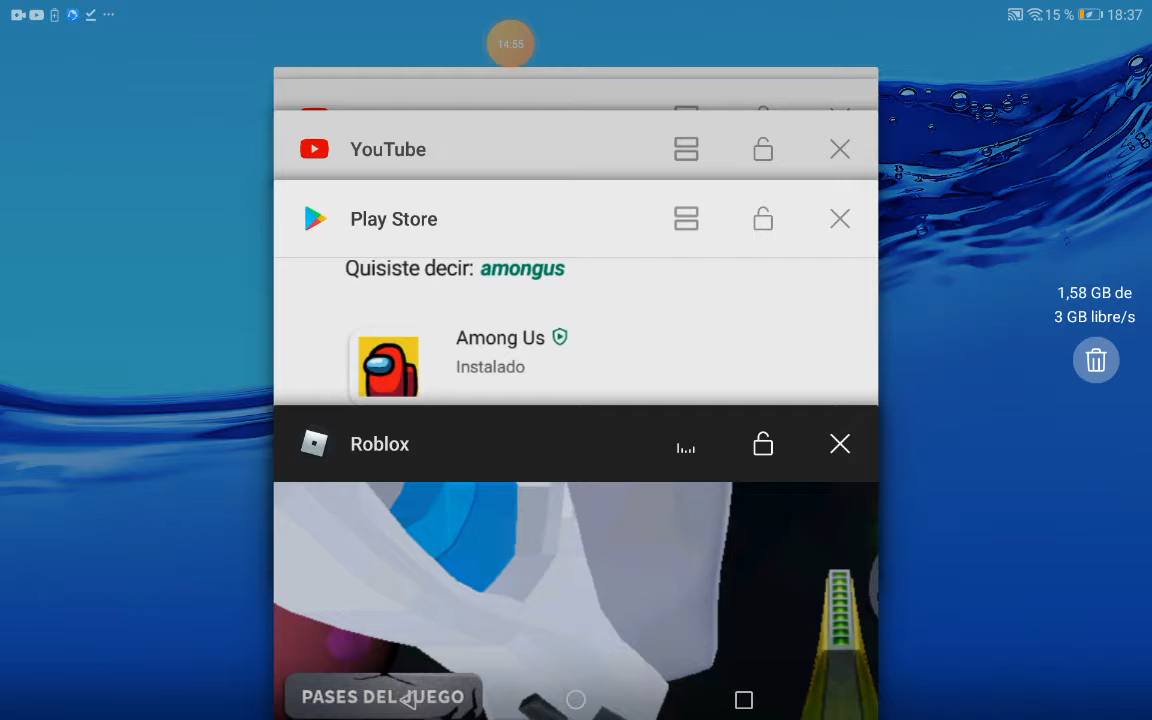 14:55
15 %
18:37
YouTube
Play Store
Quisiste decir: amongus
Among Us
Instalado
1,58 GB de
3 GB libre/s
Roblox
PASES DEL JUEGO